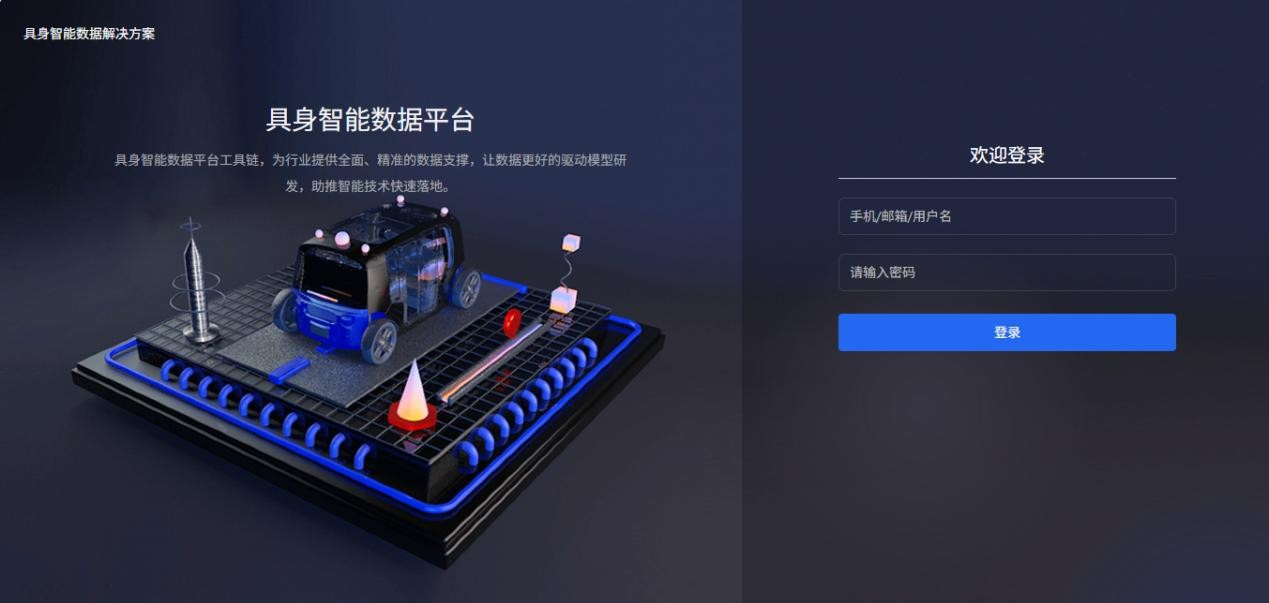 具身智能数据解决方案
具身智能数据平台
具身智能数据平台工具链，为行业提供全面、精准的数据支撑，让数据更好的驱动模型研
发，助推智能技术快速落地。
欢迎登录
手机/邮箱/用户名
请输入密码
登录